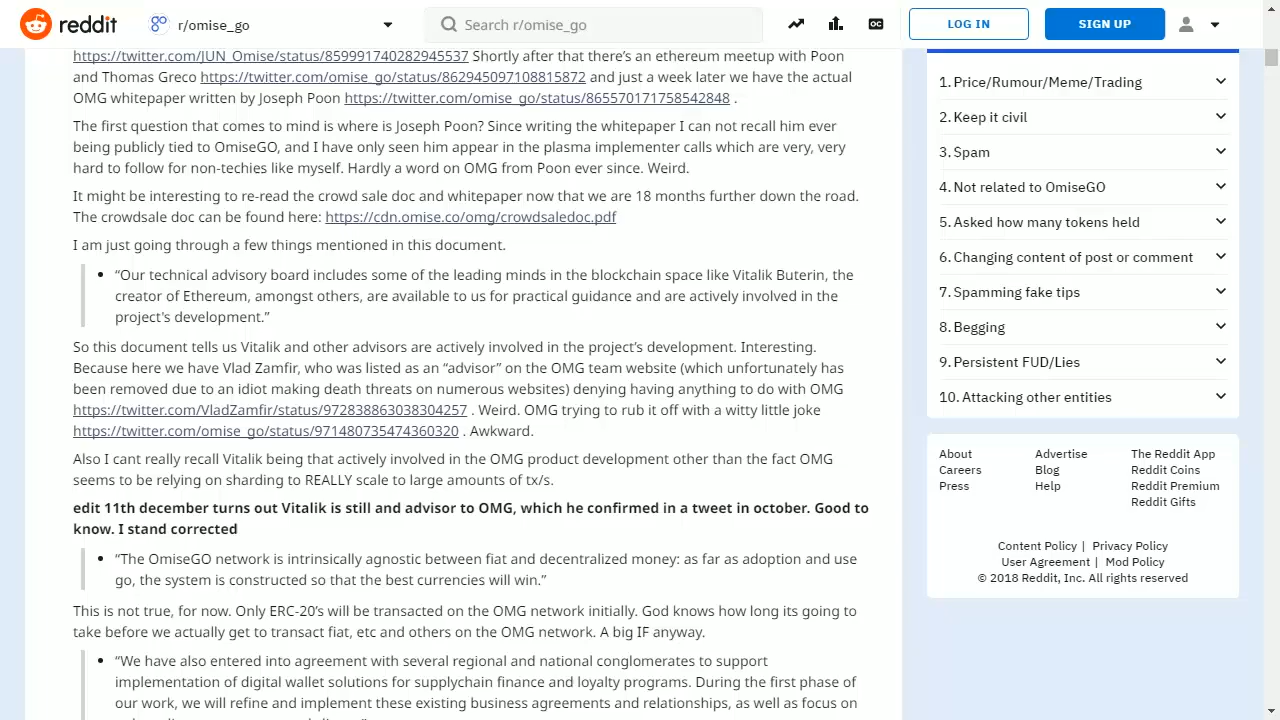 reddit
r/omise_go
Search r/omise_go
LOG IN
SIGN UP
https://twitter.com/JUN_Omise/status/859991740282945537 Shortly after that there's an ethereum meetup with Poon
and Thomas Greco https://twitter.com/omise_go/status/862945097108815872 and just a week later we have the actual
OMG whitepaper written by Joseph Poon https://twitter.com/omise_go/status/865570171758542848 .
The first question that comes to mind is where is Joseph Poon? Since writing the whitepaper I can not recall him ever
being publicly tied to OmiseGO, and I have only seen him appear in the plasma implementer calls which are very, very
hard to follow for non-techies like myself. Hardly a word on OMG from Poon ever since. Weird.
It might be interesting to re-read the crowd sale doc and whitepaper now that we are 18 months further down the road.
The crowdsale doc can be found here: https://cdn.omise.co/omg/crowdsaledoc.pdf
I am just going through a few things mentioned in this document.
• “Our technical advisory board includes some of the leading minds in the blockchain space like Vitalik Buterin, the
creator of Ethereum, amongst others, are available to us for practical guidance and are actively involved in the
project's development.”
So this document tells us Vitalik and other advisors are actively involved in the project’s development. Interesting.
Because here we have Vlad Zamfir, who was listed as an “advisor” on the OMG team website (which unfortunately has
been removed due to an idiot making death threats on numerous websites) denying having anything to do with OMG
https://twitter.com/VladZamfir/status/972838863038304257 . Weird. OMG trying to rub it off with a witty little joke
https://twitter.com/omise_go/status/971480735474360320 . Awkward.
Also I cant really recall Vitalik being that actively involved in the OMG product development other than the fact OMG
seems to be relying on sharding to REALLY scale to large amounts of tx/s.
edit 11th december turns out Vitalik is still and advisor to OMG, which he confirmed in a tweet in october. Good to
know. I stand corrected
• “The OmiseGO network is intrinsically agnostic between fiat and decentralized money: as far as adoption and use
go, the system is constructed so that the best currencies will win.”
This is not true, for now. Only ERC-20’s will be transacted on the OMG network initially. God knows how long its going to
take before we actually get to transact fiat, etc and others on the OMG network. A big IF anyway.
• “We have also entered into agreement with several regional and national conglomerates to support
implementation of digital wallet solutions for supplychain finance and loyalty programs. During the first phase of
our work, we will refine and implement these existing business agreements and relationships, as well as focus on
1. Price/Rumour/Meme/Trading
2. Keep it civil
3. Spam
4. Not related to OmiseGO
5. Asked how many tokens held
6. Changing content of post or comment
7. Spamming fake tips
8. Begging
9. Persistent FUD/Lies
10. Attacking other entities
About Advertise The Reddit App
Careers Blog Reddit Coins
Press Help Reddit Premium
Reddit Gifts
Content Policy | Privacy Policy
User Agreement | Mod Policy
© 2018 Reddit, Inc. All rights reserved